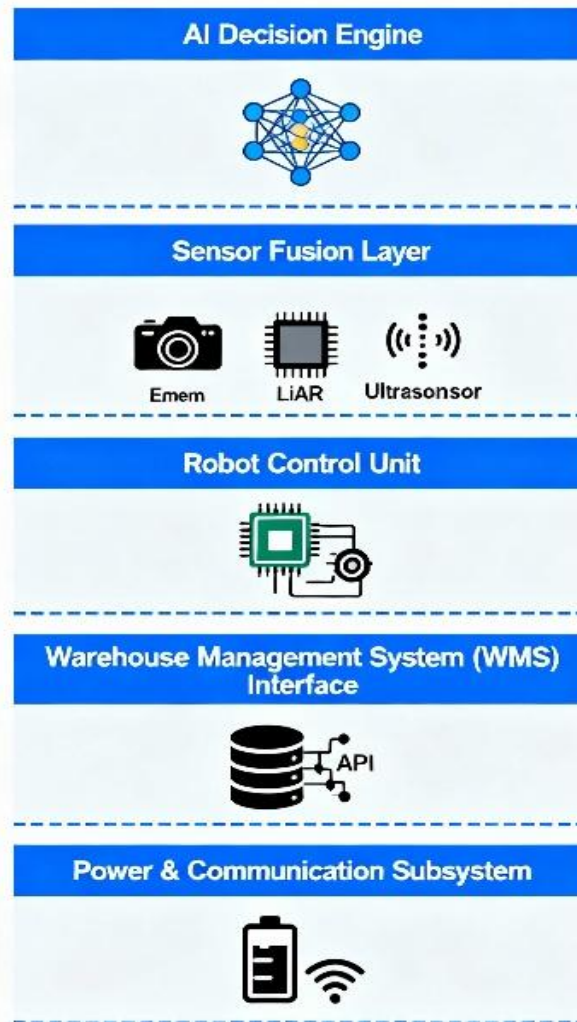 AI Decision Engine
Sensor Fusion Layer
Emem
LiAR
Ultrasonsor
Robot Control Unit
Warehouse Management System (WMS)
Interface
API
Power & Communication Subsystem